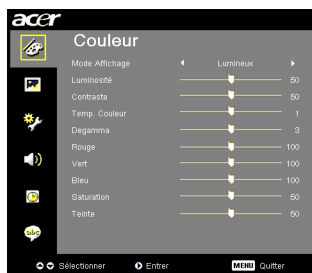 acer
Couleur
Mode Affichage Lumineux
Luminosité 50
Contraste 50
Temp. Couleur 1
Degamma 3
Rouge 100
Vert 100
Bleu 100
Saturation 50
Teinte 50
abc
Sélectionner Entrer MENU Quitter